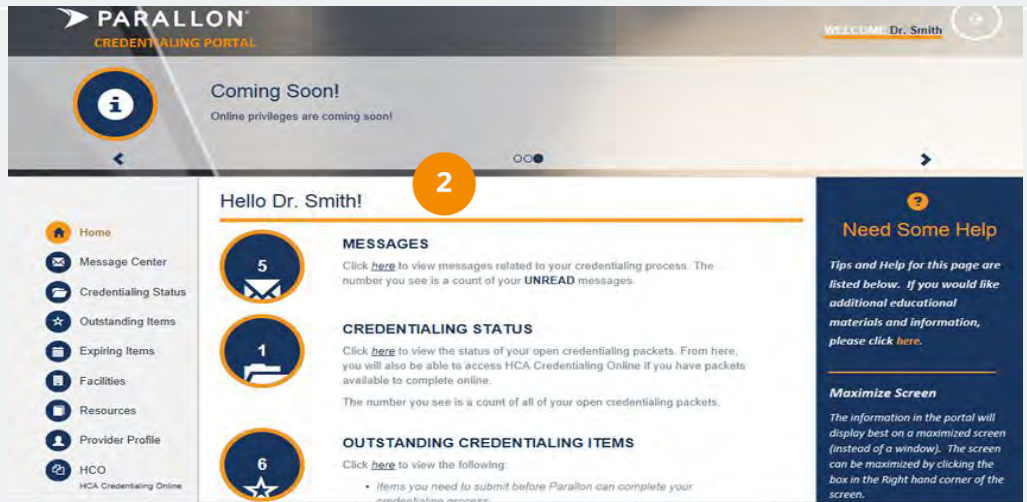 PARALLON
CREDENTIALING PORTAL
WELCOME Dr. Smith
i
Coming Soon!
Online privileges are coming soon!
2
Hello Dr. Smith!
Home
Message Center
Credentialing Status
Outstanding Items
Expiring Items
Facilities
Resources
Provider Profile
HCO
HCA Credentialing Online
5
MESSAGES
Click here to view messages related to your credentialing process. The
number you see is a count of your UNREAD messages.
1
CREDENTIALING STATUS
Click here to view the status of your open credentialing packets. From here,
you will also be able to access HCA Credentialing Online if you have packets
available to complete online.
The number you see is a count of all of your open credentialing packets.
6
OUTSTANDING CREDENTIALING ITEMS
Click here to view the following:
• Items you need to submit before Parallon can complete your
credentialing process
?
Need Some Help
Tips and Help for this page are
listed below. If you would like
additional educational
materials and information,
please click here.
Maximize Screen
The information in the portal will
display best on a maximized screen
(instead of a window). The screen
can be maximized by clicking the
box in the Right hand corner of the
screen.